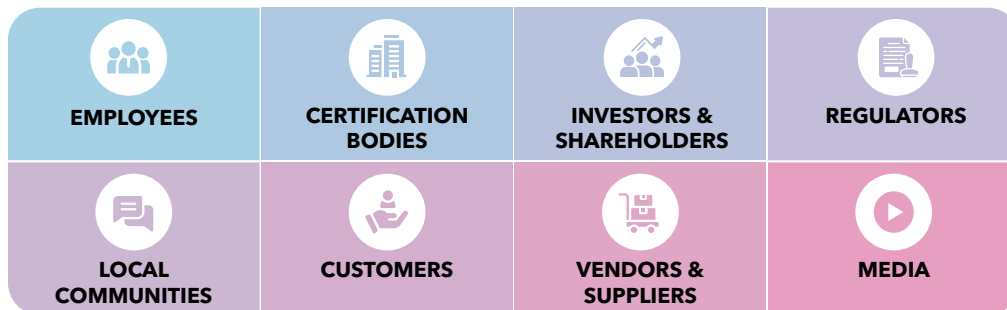 EMPLOYEES
CERTIFICATION
BODIES
INVESTORS &
SHAREHOLDERS
REGULATORS
LOCAL
COMMUNITIES
CUSTOMERS
VENDORS &
SUPPLIERS
MEDIA